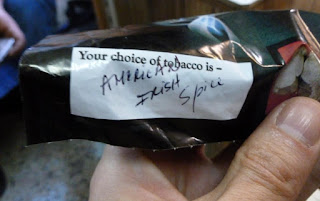 Your choice of tobacco is –
AMERICAN
IRISH Spice